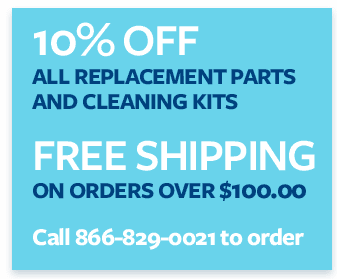 10% OFF
ALL REPLACEMENT PARTS
AND CLEANING KITS
FREE SHIPPING
ON ORDERS OVER $100.00
Call 866-829-0021 to order